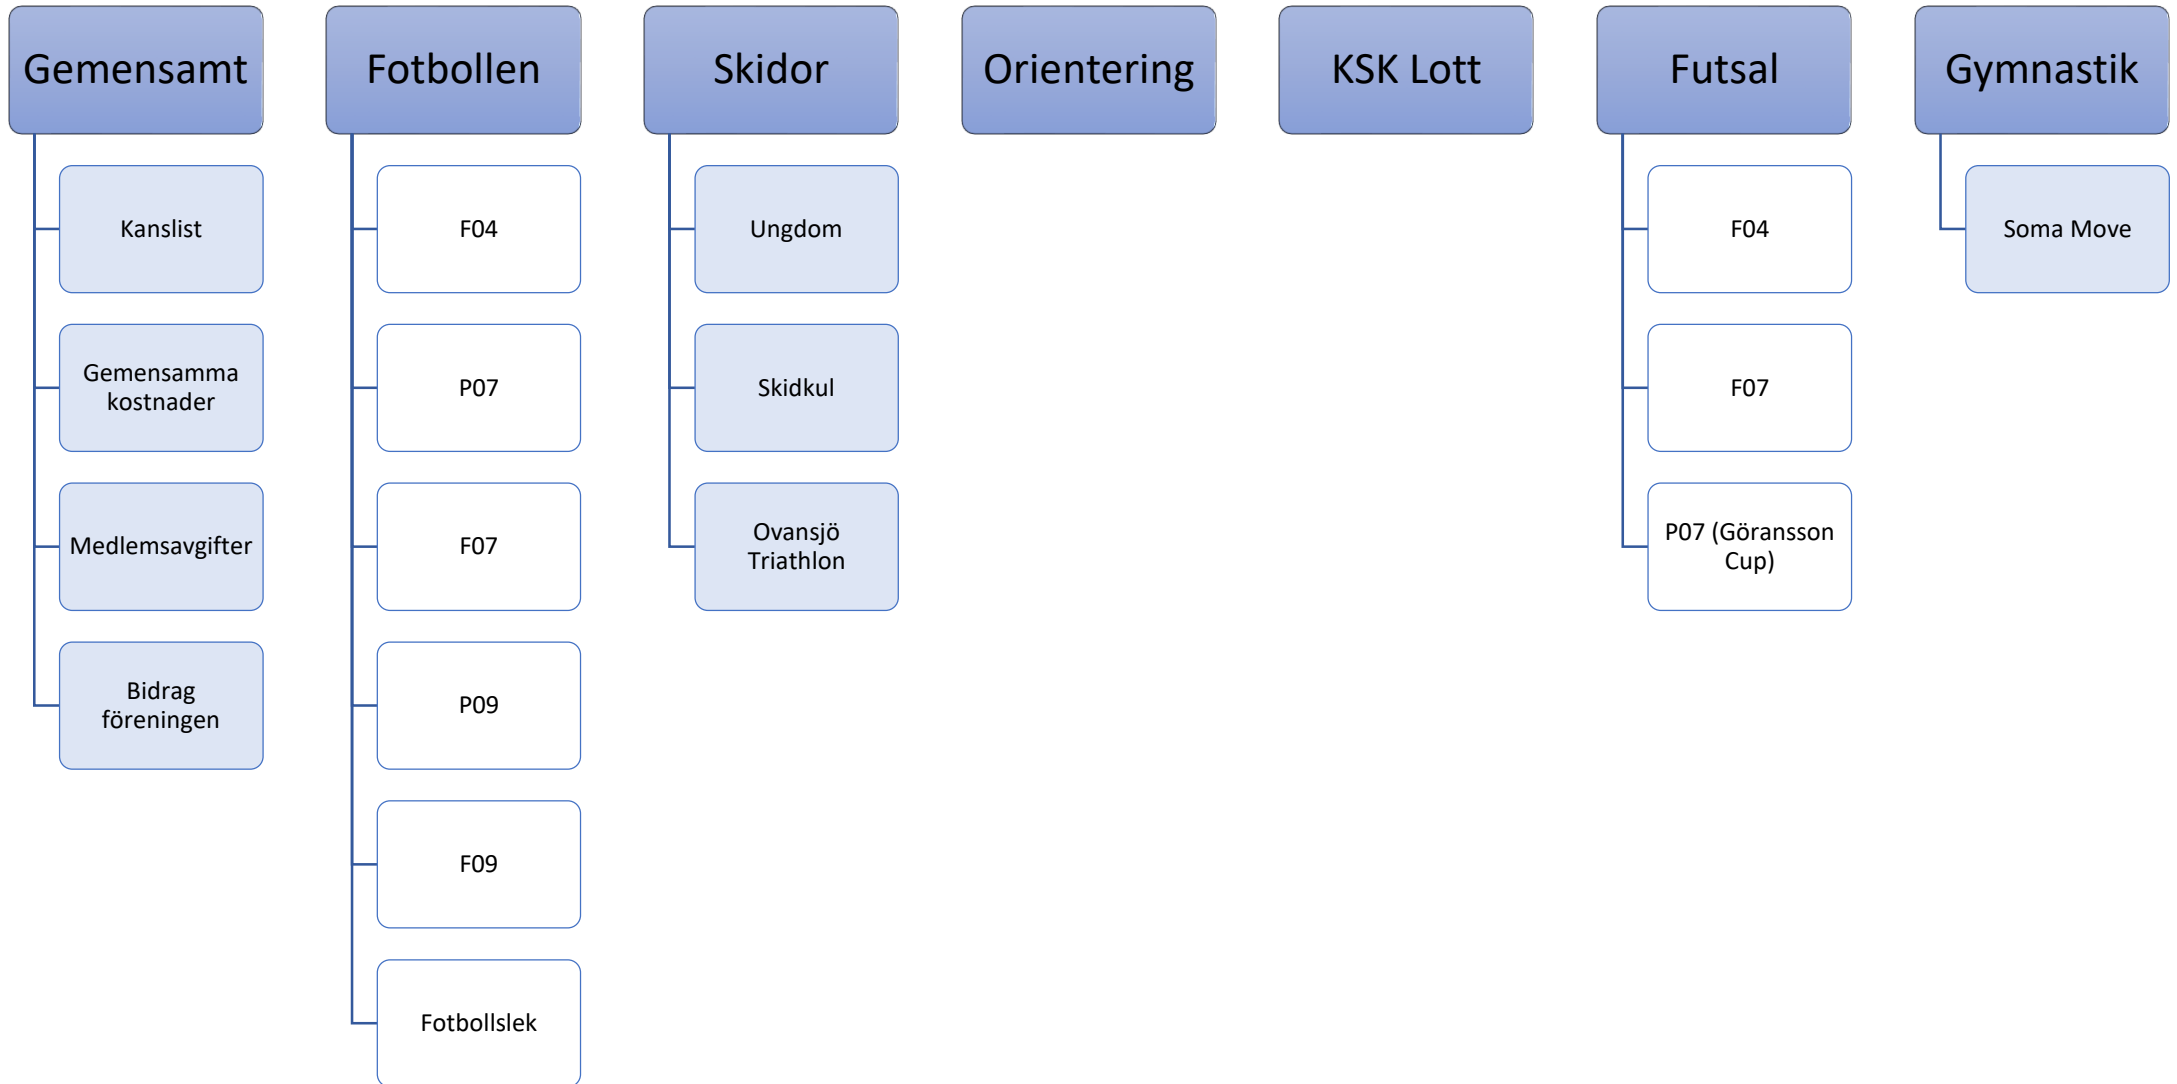 Gemensamt
Kanslist
Gemensamma
kostnader
Medlemsavgifter
Bidrag
föreningen
Fotbollen
F04
P07
F07
P09
F09
Fotbollslek
Skidor
Ungdom
Skidkul
Ovansjö
Triathlon
Orientering
KSK Lott
Futsal
F04
F07
P07 (Göransson
Cup)
Gymnastik
Soma Move